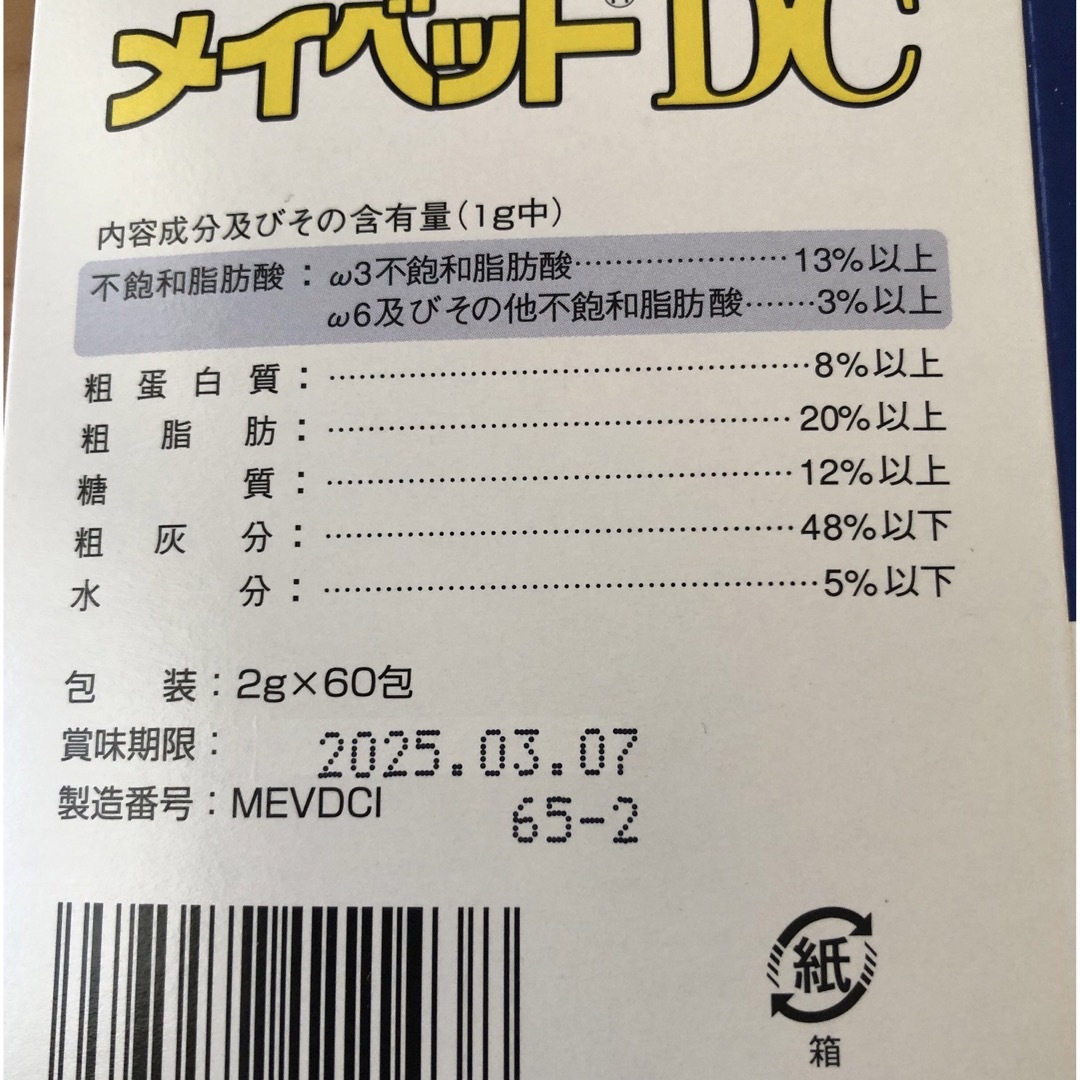 メイベットDC
内容成分及びその含有量(1g中)
不飽和脂肪酸：ω3不飽和脂肪酸…………………13%以上
ω6及びその他不飽和脂肪酸…….3%以上
粗蛋白質：………………………………………8%以上
粗脂肪：………………………………………20%以上
糖質：………………………………………12%以上
粗灰分：………………………………………48%以下
水分：…………………………………………5%以下
包装：2g×60包
賞味期限： 2025.03.07
製造番号：MEVDCI 65-2
紙
箱